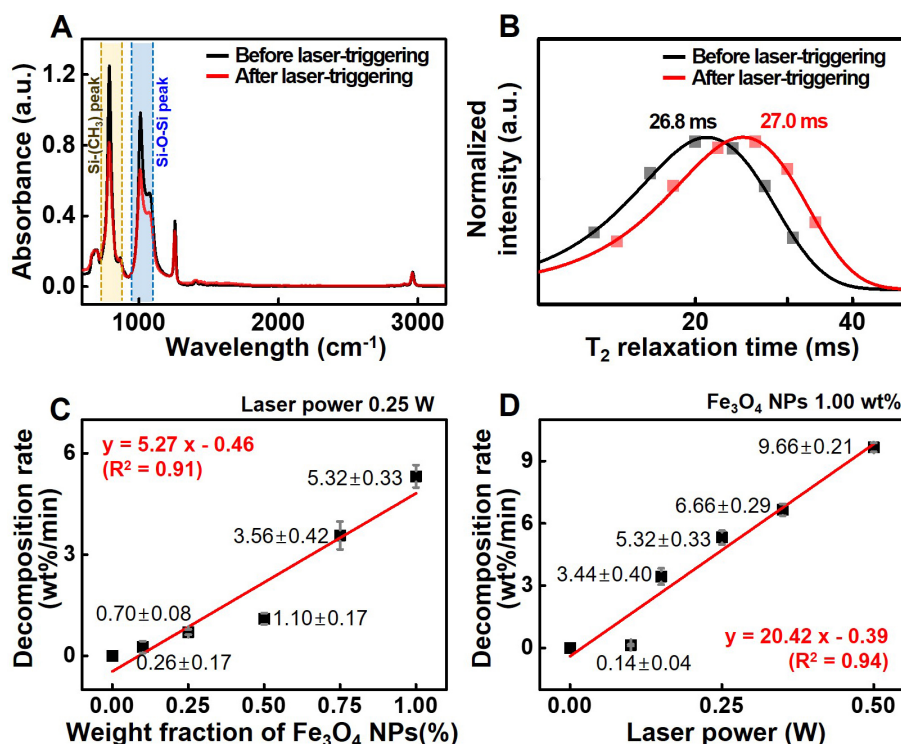 A
Before laser-triggering
After laser-triggering
Si-(CH₃) peak
Si-O-Si peak
Absorbance (a.u.)
1.2
0.8
0.4
0.0
1000
2000
3000
Wavelength (cm⁻¹)
B
Before laser-triggering
After laser-triggering
26.8 ms
27.0 ms
Normalized
intensity (a.u.)
20
40
T₂ relaxation time (ms)
C
Laser power 0.25 W
y = 5.27 x - 0.46
(R² = 0.91)
5.32±0.33
3.56±0.42
0.70±0.08
1.10±0.17
0.26±0.17
Decomposition rate
(wt%/min)
6
3
0
0.00
0.25
0.50
0.75
1.00
Weight fraction of Fe₃O₄ NPs(%)
D
Fe₃O₄ NPs 1.00 wt%
9.66±0.21
6.66±0.29
5.32±0.33
3.44±0.40
0.14±0.04
y = 20.42 x - 0.39
(R² = 0.94)
Decomposition rate
(wt%/min)
9
6
3
0
0.00
0.25
0.50
Laser power (W)